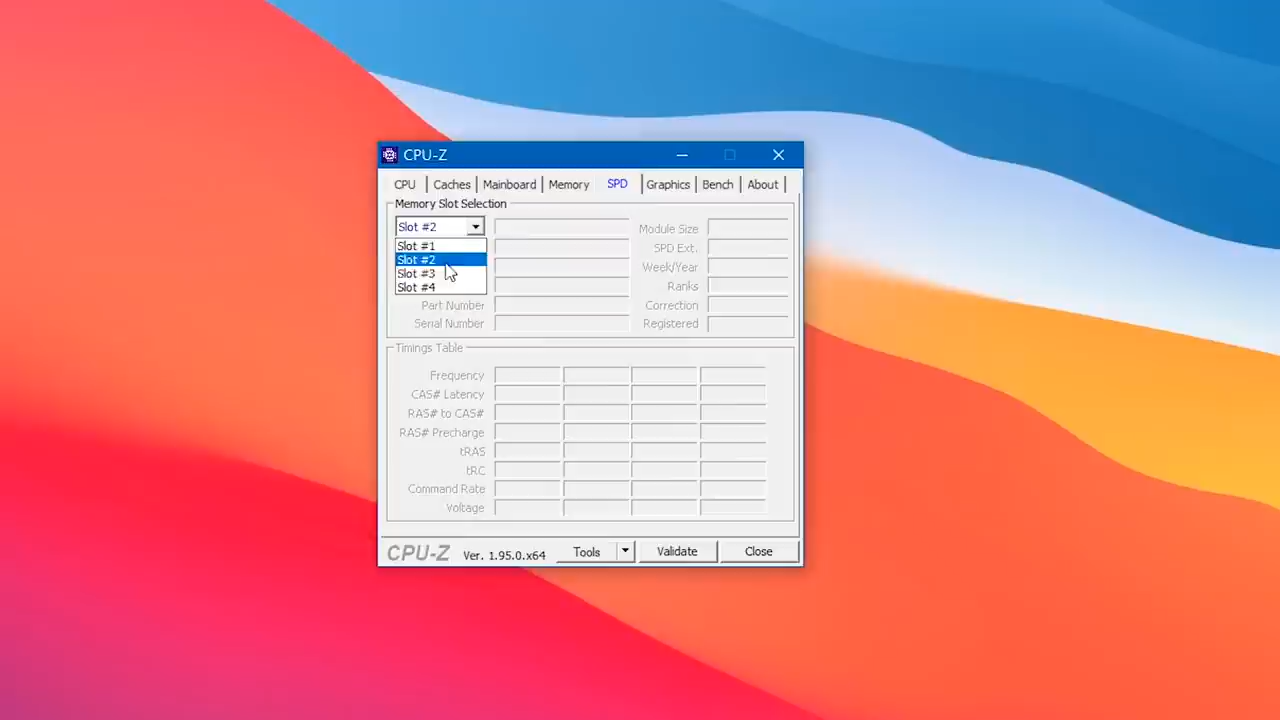 CPU-Z
CPU Caches Mainboard Memory SPD Graphics Bench About
Memory Slot Selection
Slot #2
Module Size
Slot #1
SPD Ext.
Slot #2
Week/Year
Slot #3
Ranks
Slot #4
Part Number
Correction
Serial Number
Registered
Timings Table
Frequency
CAS# Latency
RAS# to CAS#
RAS# Precharge
tRAS
tRC
Command Rate
Voltage
CPU-Z Ver. 1.95.0.x64 Tools Validate Close